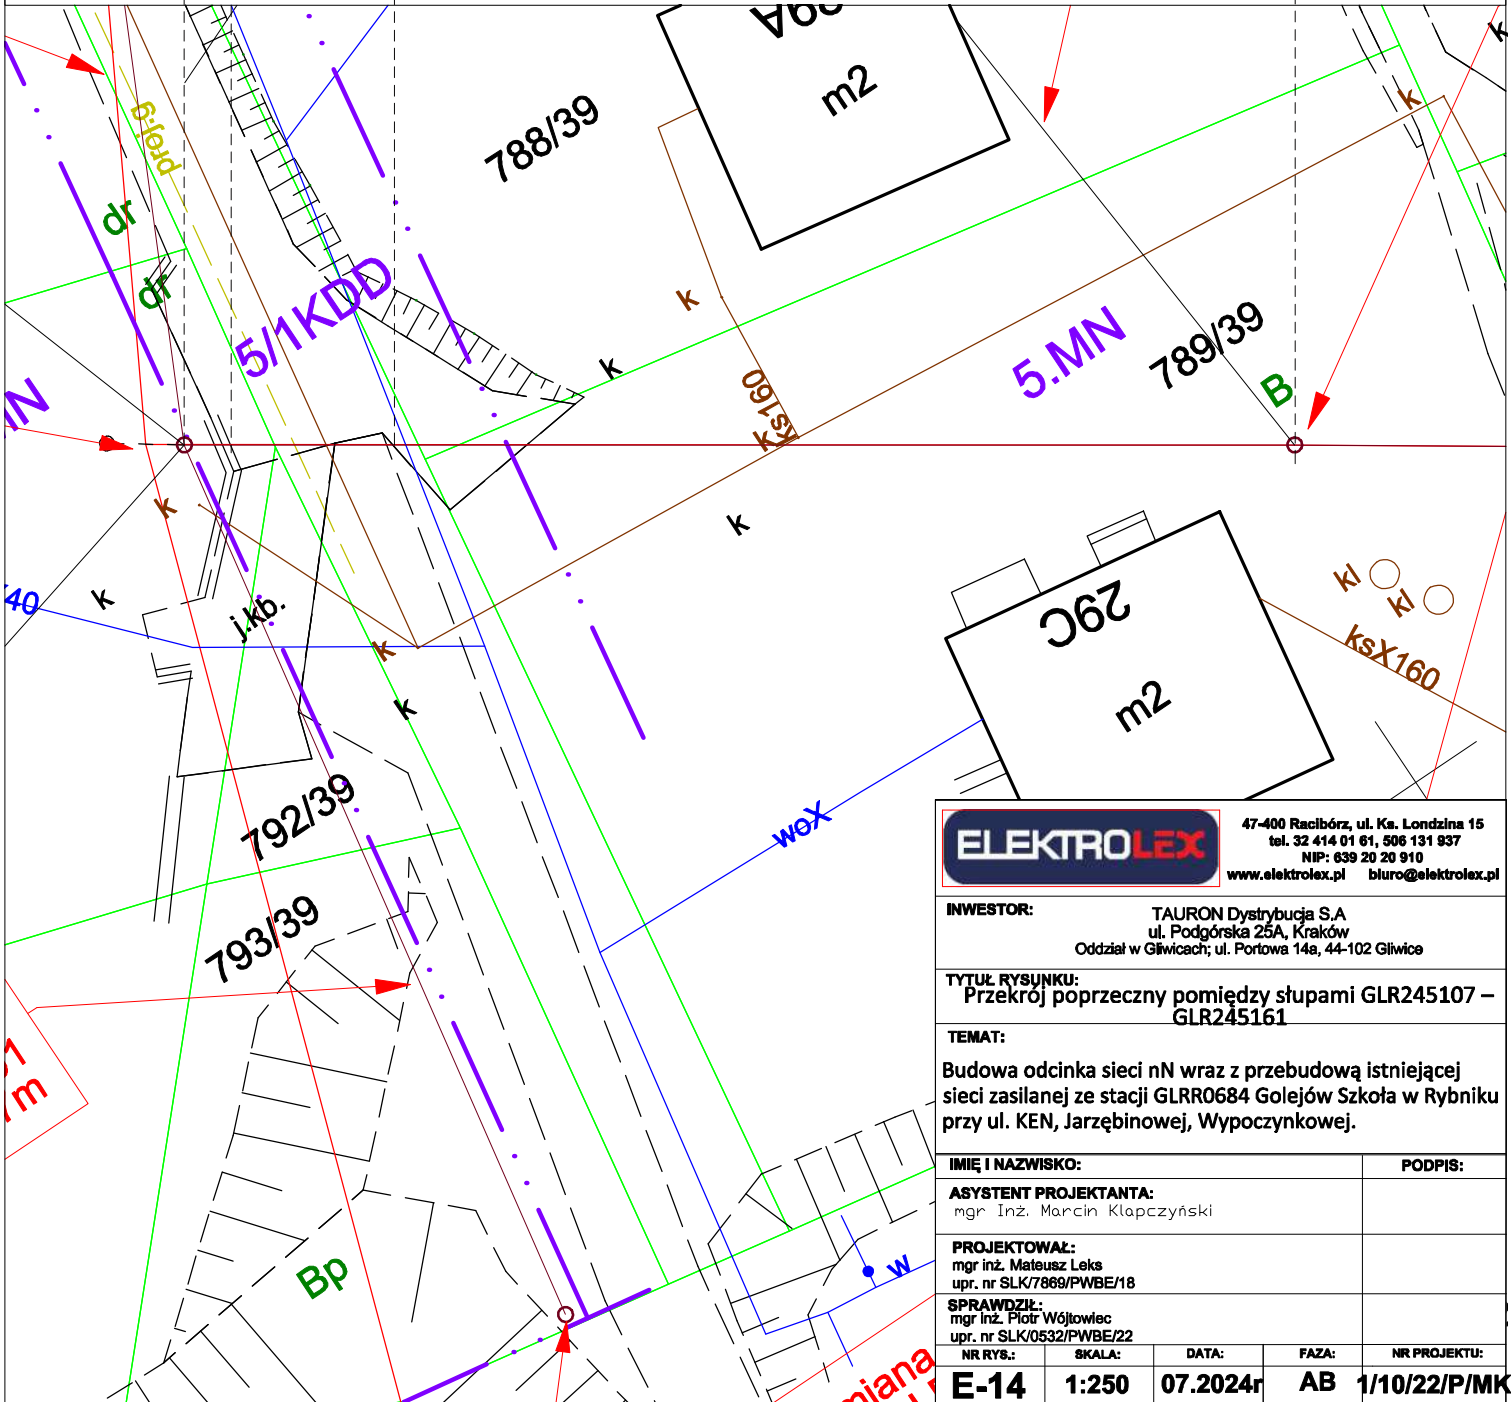 29A
m2
788/39
k
k
proj.g.
dr
dr
5/1KDD
k
k
ks160
k
5.MN
789/39
B
k
k
40
k
j.kb.
k
k
29C
m2
kl
kl
ksX160
792/39
woX
793/39
Bp
w
ELEKTROLEX
47-400 Racibórz, ul. Ks. Londzina 15
tel. 32 414 01 61, 506 131 937
NIP: 639 20 20 910
www.elektrolex.pl biuro@elektrolex.pl
INWESTOR:
TAURON Dystrybucja S.A
ul. Podgórska 25A, Kraków
Oddział w Gliwicach; ul. Portowa 14a, 44-102 Gliwice
TYTUŁ RYSUNKU:
Przekrój poprzeczny pomiędzy słupami GLR245107 –
GLR245161
TEMAT:
Budowa odcinka sieci nN wraz z przebudową istniejącej
sieci zasilanej ze stacji GLRR0684 Golejów Szkoła w Rybniku
przy ul. KEN, Jarzębinowej, Wypoczynkowej.
IMIĘ I NAZWISKO: PODPIS:
ASYSTENT PROJEKTANTA:
mgr Inż. Marcin Klapczyński
PROJEKTOWAŁ:
mgr inż. Mateusz Leks
upr. nr SLK/7869/PWBE/18
SPRAWDZIŁ:
mgr inż. Piotr Wójtowiec
upr. nr SLK/0532/PWBE/22
NR RYS.: SKALA: DATA: FAZA: NR PROJEKTU:
E-14 1:250 07.2024r AB 1/10/22/P/MK